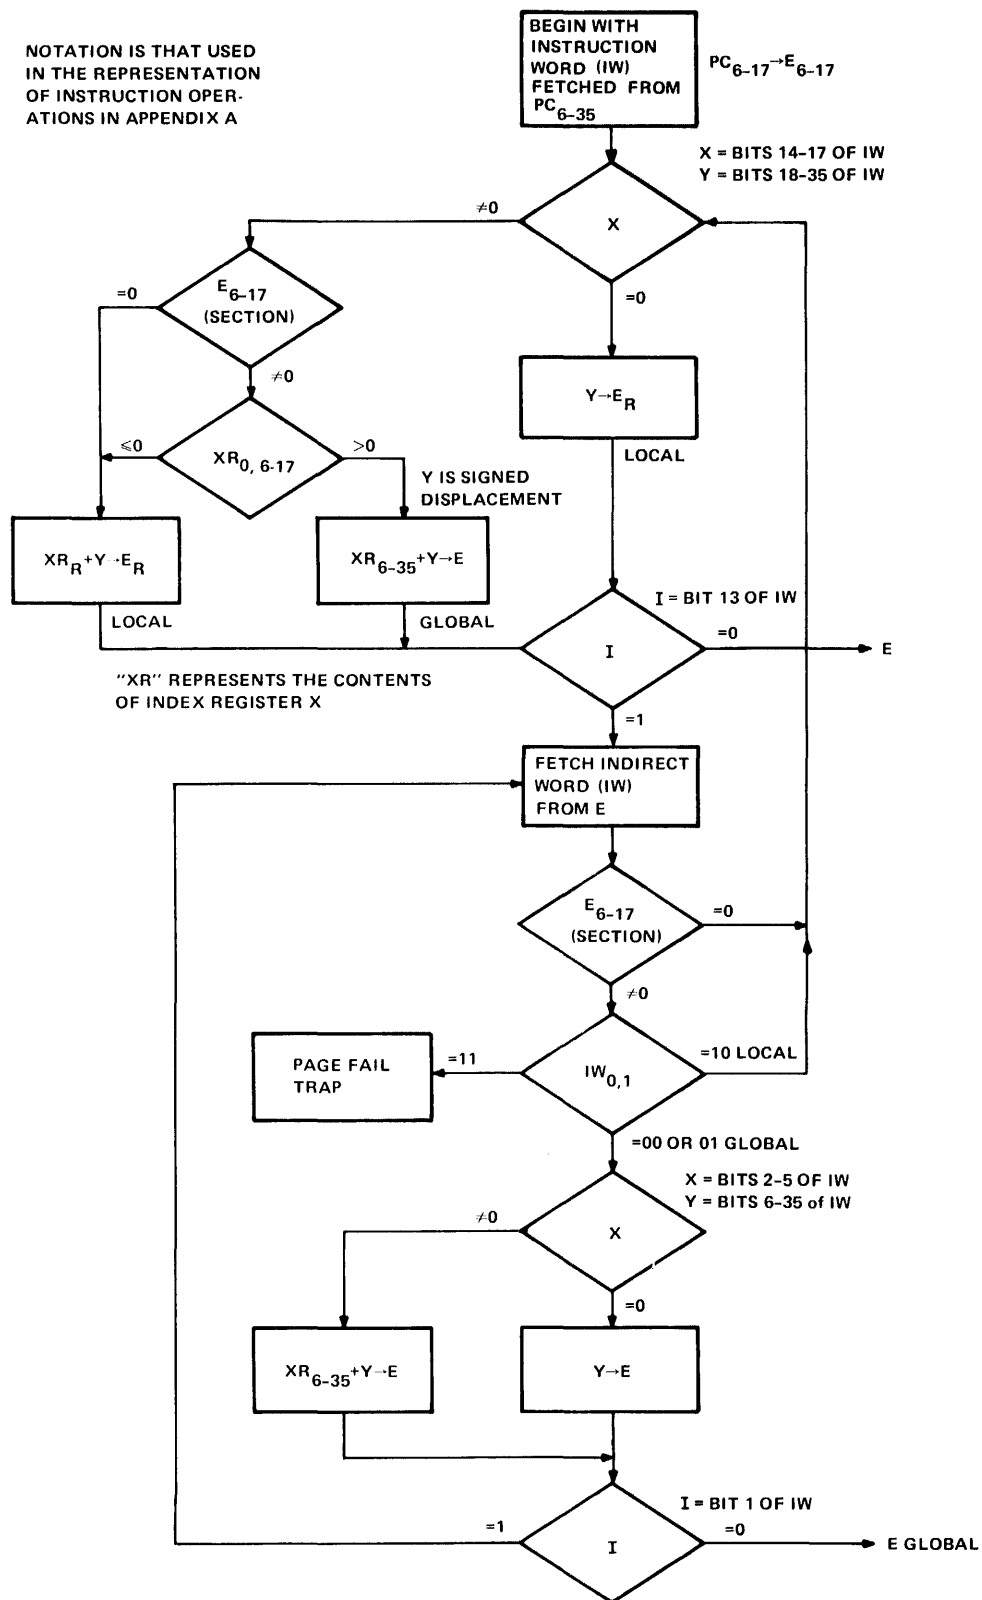 NOTATION IS THAT USED
IN THE REPRESENTATION
OF INSTRUCTION OPER-
ATIONS IN APPENDIX A
BEGIN WITH
INSTRUCTION
WORD (IW)
FETCHED FROM
PC6-35
PC6-17→E6-17
X = BITS 14-17 OF IW
Y = BITS 18-35 OF IW
X
≠0
=0
E6-17
(SECTION)
=0
≠0
Y→ER
LOCAL
XR0, 6-17
≤0
>0
Y IS SIGNED
DISPLACEMENT
XRR+Y→ER
LOCAL
XR6-35+Y→E
GLOBAL
I = BIT 13 OF IW
I
=0
E
=1
"XR" REPRESENTS THE CONTENTS
OF INDEX REGISTER X
FETCH INDIRECT
WORD (IW)
FROM E
E6-17
(SECTION)
=0
≠0
IW0,1
=11
PAGE FAIL
TRAP
=10 LOCAL
=00 OR 01 GLOBAL
X = BITS 2-5 OF IW
Y = BITS 6-35 of IW
X
≠0
=0
XR6-35+Y→E
Y→E
I = BIT 1 OF IW
I
=1
=0
E GLOBAL